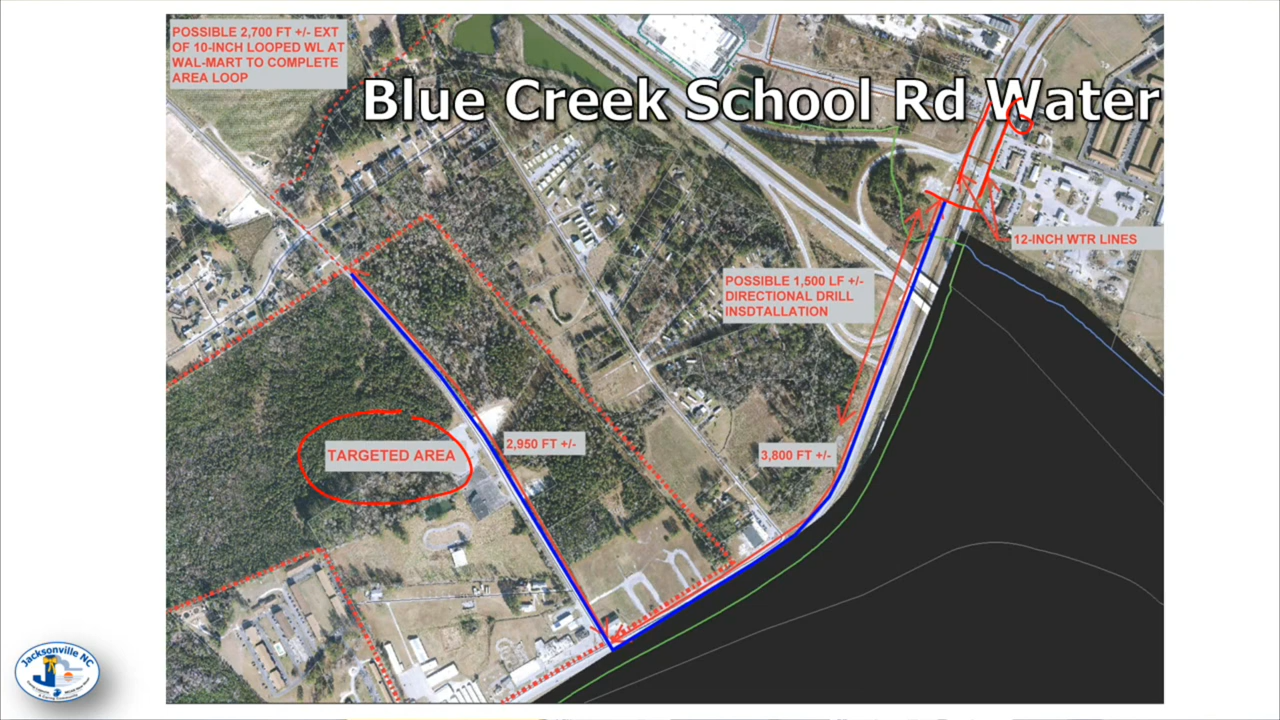 POSSIBLE 2,700 FT +/- EXT
OF 10-INCH LOOPED WL AT
WAL-MART TO COMPLETE
AREA LOOP
Blue Creek School Rd Water
12-INCH WTR LINES
POSSIBLE 1,500 LF +/-
DIRECTIONAL DRILL
INSDTALLATION
2,950 FT +/-
TARGETED AREA
3,800 FT +/-
Jacksonville NC
A Caring Community